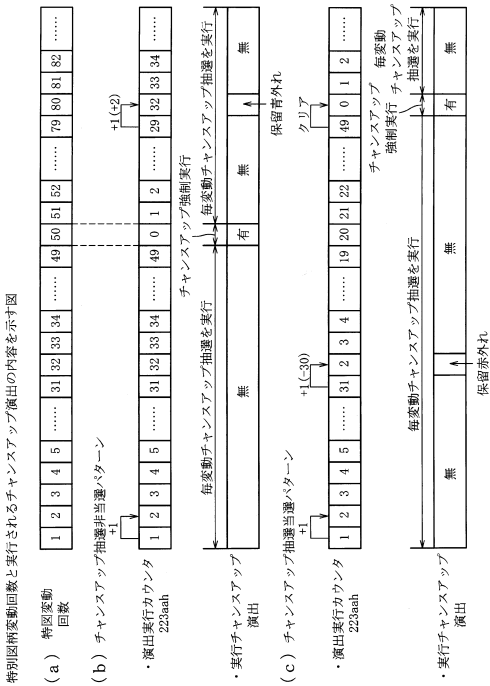 特別図柄変動回数と実行されるチャンスアップ演出の内容を示す図
(a) 特図変動回数
1 2 3 4 5 …… 31 32 33 34 …… 49 50 51 52 …… 79 80 81 82 ……
(b) チャンスアップ抽選非当選パターン
+1 +1(+2)
・演出実行カウンタ 223aah
1 2 3 4 5 …… 31 32 33 34 …… 49 0 1 2 …… 29 32 33 34 ……
毎変動チャンスアップ抽選を実行 チャンスアップ強制実行 毎変動チャンスアップ抽選を実行
・実行チャンスアップ演出
無 有 無 無
保留青外れ
(c) チャンスアップ抽選当選パターン
+1 +1(-30) クリア
・演出実行カウンタ 223aah
1 2 3 4 5 …… 31 2 3 4 …… 19 20 21 22 …… 49 0 1 2 ……
毎変動チャンスアップ抽選を実行 チャンスアップ強制実行 毎変動チャンスアップ抽選を実行
・実行チャンスアップ演出
無 無 有 無
保留赤外れ